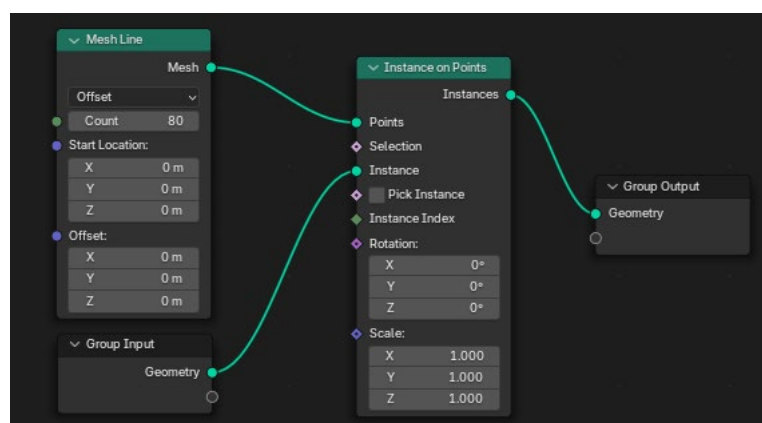 Mesh Line
Mesh
Offset
Count 80
Start Location:
X 0 m
Y 0 m
Z 0 m
Offset:
X 0 m
Y 0 m
Z 0 m
Group Input
Geometry
Instance on Points
Instances
Points
Selection
Instance
Pick Instance
Instance Index
Rotation:
X 0°
Y 0°
Z 0°
Scale:
X 1.000
Y 1.000
Z 1.000
Group Output
Geometry